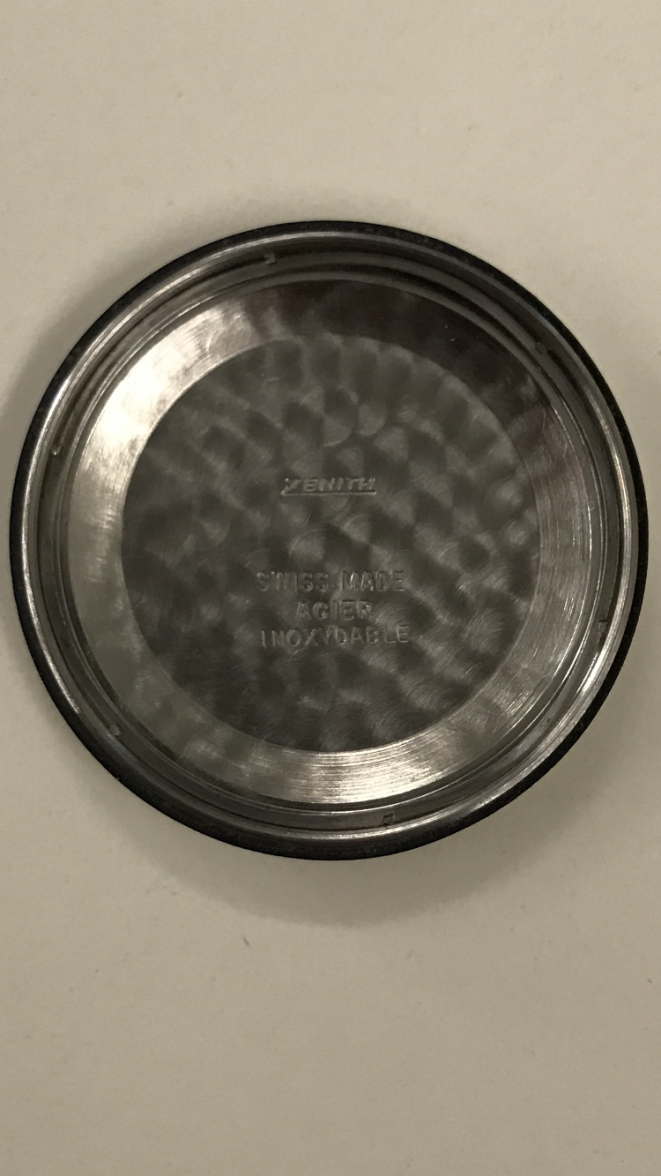 ZENITH
SWISS MADE
ACIER
INOXYDABLE